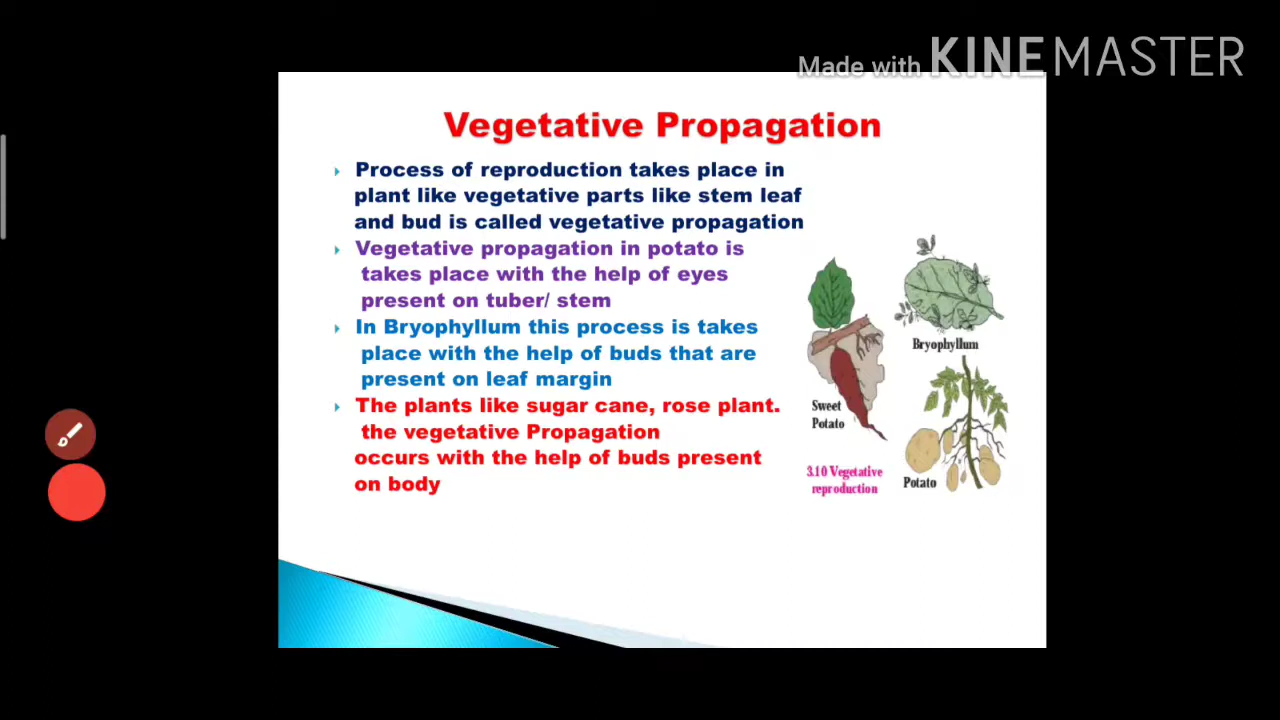 Made with KINEMASTER
Vegetative Propagation
Process of reproduction takes place in
plant like vegetative parts like stem leaf
and bud is called vegetative propagation
Vegetative propagation in potato is
takes place with the help of eyes
present on tuber/ stem
In Bryophyllum this process is takes
place with the help of buds that are
present on leaf margin
The plants like sugar cane, rose plant.
the vegetative Propagation
occurs with the help of buds present
on body
Bryophyllum
Sweet
Potato
3.10 Vegetative
reproduction
Potato